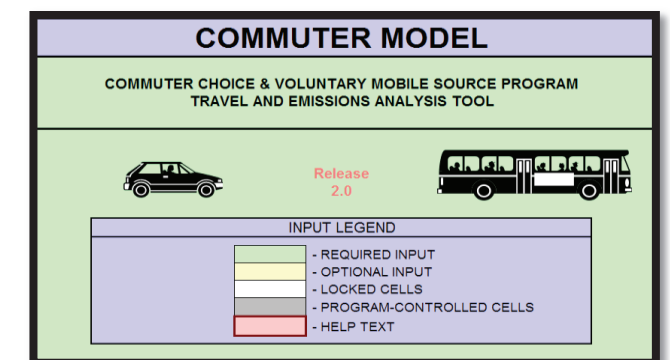 COMMUTER MODEL
COMMUTER CHOICE & VOLUNTARY MOBILE SOURCE PROGRAM
TRAVEL AND EMISSIONS ANALYSIS TOOL
Release
2.0
INPUT LEGEND
- REQUIRED INPUT
- OPTIONAL INPUT
- LOCKED CELLS
- PROGRAM-CONTROLLED CELLS
- HELP TEXT